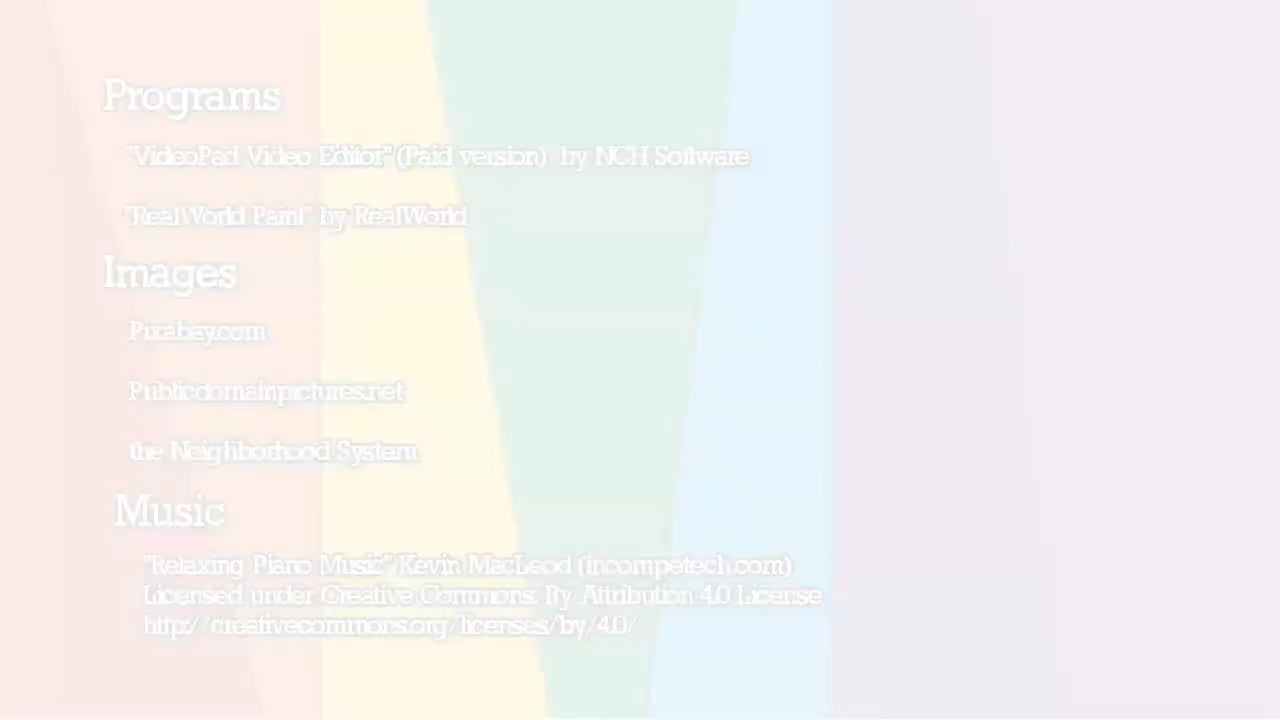 Programs
"VideoPad Video Editor" (Paid version) by NCH Software
"RealWorld Paint" by RealWorld
Images
Pixabay.com
Publicdomainpictures.net
the Neighborhood System
Music
"Relaxing Piano Music" Kevin MacLeod (incompetech.com)
Licensed under Creative Commons: By Attribution 4.0 License
http://creativecommons.org/licenses/by/4.0/